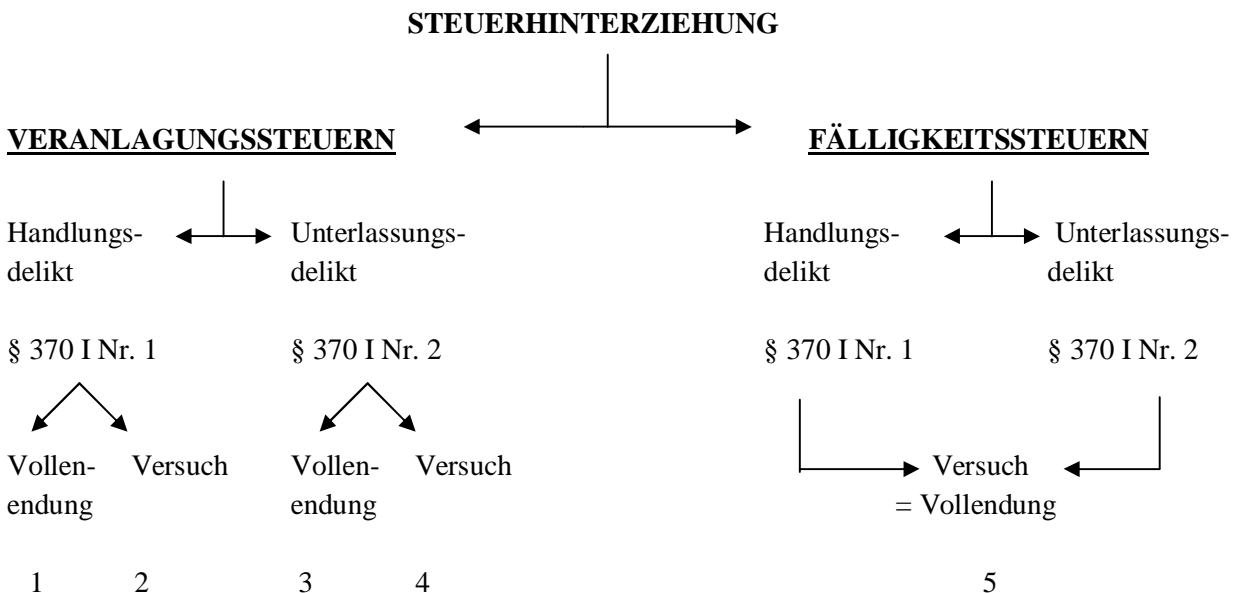 STEUERHINTERZIEHUNG
VERANLAGUNGSSTEUERN FÄLLIGKEITSSTEUERN
Handlungs- Unterlassungs- Handlungs- Unterlassungs-
delikt delikt delikt delikt
§ 370 I Nr. 1 § 370 I Nr. 2 § 370 I Nr. 1 § 370 I Nr. 2
Vollen- Versuch Vollen- Versuch Versuch
endung endung = Vollendung
1 2 3 4 5